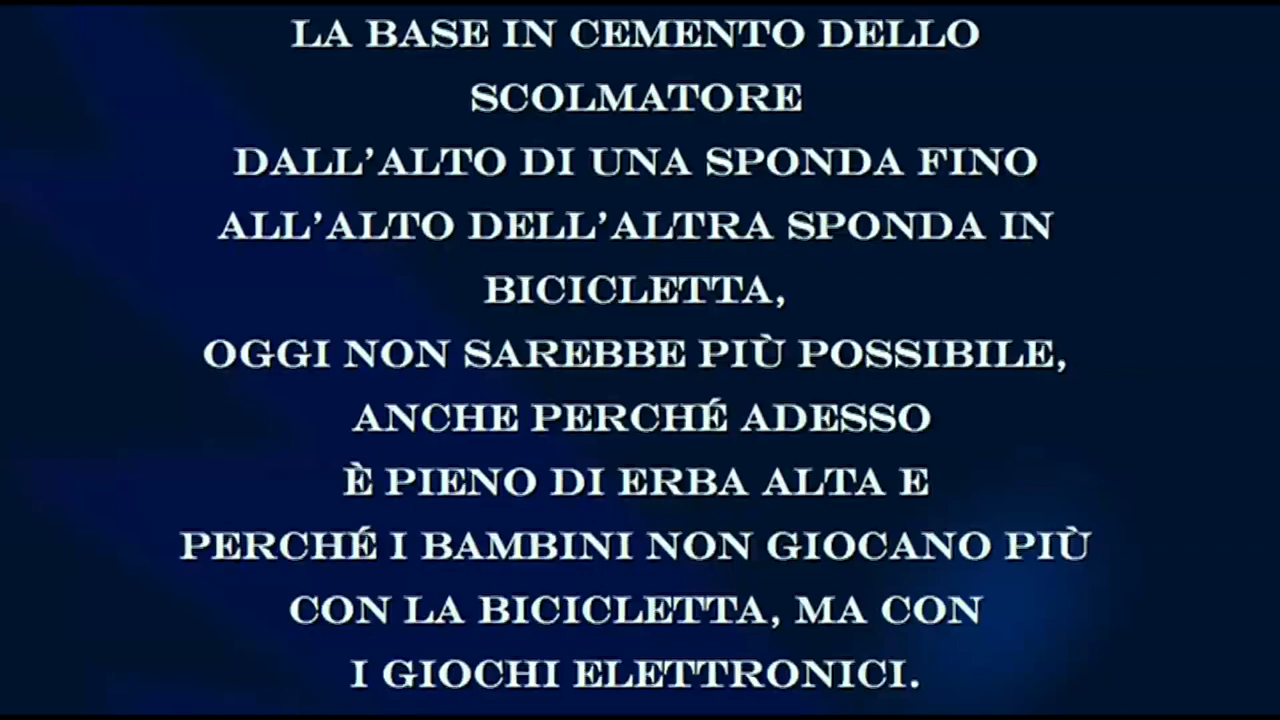 LA BASE IN CEMENTO DELLO
SCOLMATORE
DALL'ALTO DI UNA SPONDA FINO
ALL'ALTO DELL'ALTRA SPONDA IN
BICICLETTA,
OGGI NON SAREBBE PIÙ POSSIBILE,
ANCHE PERCHÉ ADESSO
È PIENO DI ERBA ALTA E
PERCHÉ I BAMBINI NON GIOCANO PIÙ
CON LA BICICLETTA, MA CON
I GIOCHI ELETTRONICI.